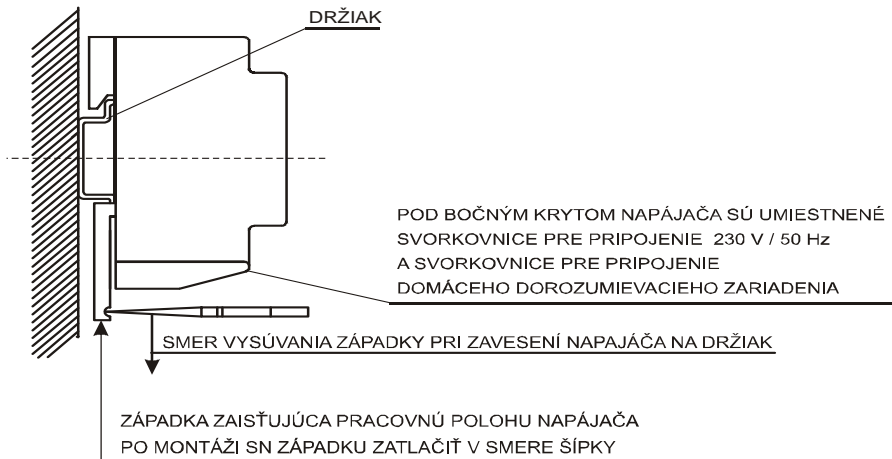 DRŽIAK
POD BOČNÝM KRYTOM NAPÁJAČA SÚ UMIESTNENÉ
SVORKOVNICE PRE PRIPOJENIE 230 V / 50 Hz
A SVORKOVNICE PRE PRIPOJENIE
DOMÁCEHO DOROZUMIEVACIEHO ZARIADENIA
SMER VYSÚVANIA ZÁPADKY PRI ZAVESENÍ NAPAJÁČA NA DRŽIAK
ZÁPADKA ZAISŤUJÚCA PRACOVNÚ POLOHU NAPÁJAČA
PO MONTÁŽI SN ZÁPADKU ZATLAČIŤ V SMERE ŠÍPKY